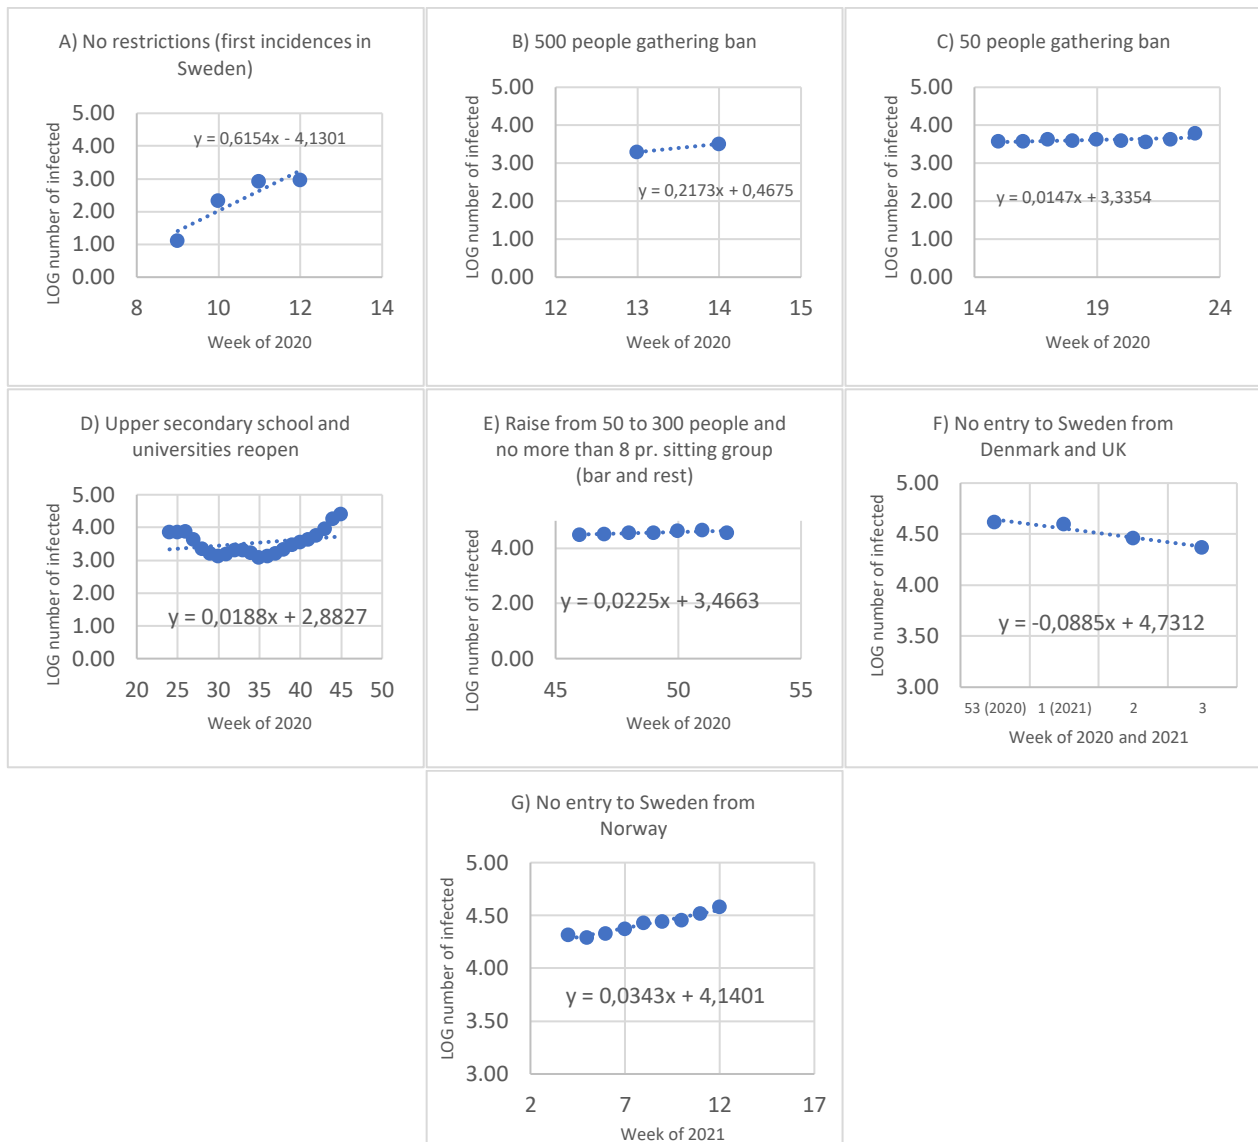 A) No restrictions (first incidences in
Sweden)
LOG number of infected
5.00
4.00
3.00
2.00
1.00
0.00
y = 0,6154x - 4,1301
8 10 12 14
Week of 2020
B) 500 people gathering ban
LOG number of infected
5.00
4.00
3.00
2.00
1.00
0.00
y = 0,2173x + 0,4675
12 13 14 15
Week of 2020
C) 50 people gathering ban
LOG number of infected
5.00
4.00
3.00
2.00
1.00
0.00
y = 0,0147x + 3,3354
14 19 24
Week of 2020
D) Upper secondary school and
universities reopen
LOG number of infected
5.00
4.00
3.00
2.00
1.00
0.00
y = 0,0188x + 2,8827
20 25 30 35 40 45 50
Week of 2020
E) Raise from 50 to 300 people and
no more than 8 pr. sitting group
(bar and rest)
LOG number of infected
4.00
2.00
0.00
y = 0,0225x + 3,4663
45 50 55
Week of 2020
F) No entry to Sweden from
Denmark and UK
LOG number of infected
5.00
4.50
4.00
3.50
3.00
y = -0,0885x + 4,7312
53 (2020) 1 (2021) 2 3
Week of 2020 and 2021
G) No entry to Sweden from
Norway
LOG number of infected
5.00
4.50
4.00
3.50
3.00
y = 0,0343x + 4,1401
2 7 12 17
Week of 2021